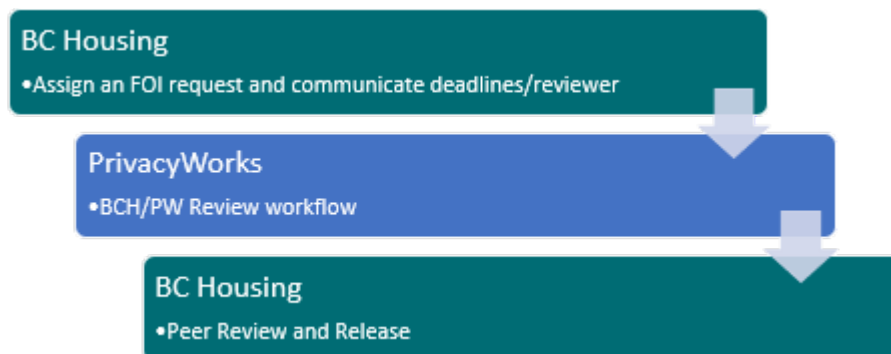 BC Housing
•Assign an FOI request and communicate deadlines/reviewer
PrivacyWorks
•BCH/PW Review workflow
BC Housing
•Peer Review and Release